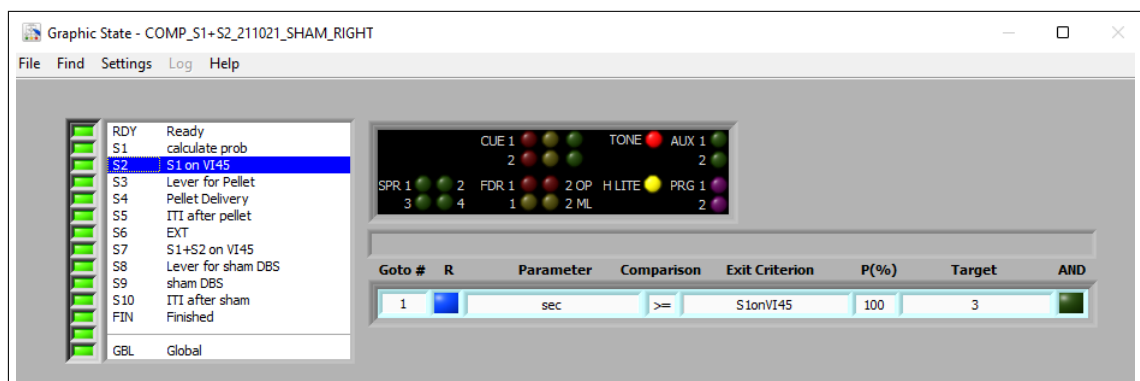 Graphic State - COMP_S1+S2_211021_SHAM_RIGHT
File Find Settings Log Help
RDY Ready
S1 calculate prob
S2 S1 on VI45
S3 Lever for Pellet
S4 Pellet Delivery
S5 ITI after pellet
S6 EXT
S7 S1+S2 on VI45
S8 Lever for sham DBS
S9 sham DBS
S10 ITI after sham
FIN Finished
GBL Global
CUE 1 TONE AUX 1
2 2
SPR 1 2 FDR 1 2 OP H LITE PRG 1
3 4 1 2 ML 2
Goto # R Parameter Comparison Exit Criterion P(%) Target AND
1 sec >= S1onVI45 100 3